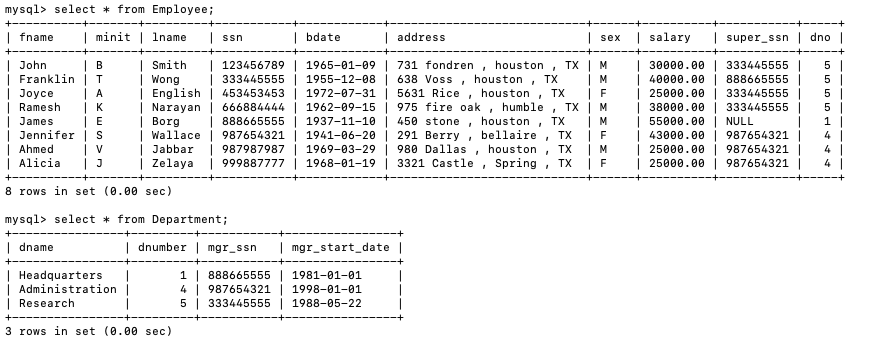 mysql> select * from Employee;
+----------+-------+---------+-----------+------------+--------------------------+------+----------+-----------+-----+
| fname    | minit | lname   | ssn       | bdate      | address                  | sex  | salary   | super_ssn | dno |
+----------+-------+---------+-----------+------------+--------------------------+------+----------+-----------+-----+
| John     | B     | Smith   | 123456789 | 1965-01-09 | 731 fondren , houston , TX | M    | 30000.00 | 333445555 |   5 |
| Franklin | T     | Wong    | 333445555 | 1955-12-08 | 638 Voss , houston , TX  | M    | 40000.00 | 888665555 |   5 |
| Joyce    | A     | English | 453453453 | 1972-07-31 | 5631 Rice , houston , TX | F    | 25000.00 | 333445555 |   5 |
| Ramesh   | K     | Narayan | 666884444 | 1962-09-15 | 975 fire oak , humble , TX | M    | 38000.00 | 333445555 |   5 |
| James    | E     | Borg    | 888665555 | 1937-11-10 | 450 stone , houston , TX | M    | 55000.00 | NULL      |   1 |
| Jennifer | S     | Wallace | 987654321 | 1941-06-20 | 291 Berry , bellaire , TX | F    | 43000.00 | 987654321 |   4 |
| Ahmed    | V     | Jabbar  | 987987987 | 1969-03-29 | 980 Dallas , houston , TX | M    | 25000.00 | 987654321 |   4 |
| Alicia   | J     | Zelaya  | 999887777 | 1968-01-19 | 3321 Castle , Spring , TX | F    | 25000.00 | 987654321 |   4 |
+----------+-------+---------+-----------+------------+--------------------------+------+----------+-----------+-----+
8 rows in set (0.00 sec)
mysql> select * from Department;
+----------------+---------+-----------+----------------+
| dname          | dnumber | mgr_ssn   | mgr_start_date |
+----------------+---------+-----------+----------------+
| Headquarters   |       1 | 888665555 | 1981-01-01     |
| Administration |       4 | 987654321 | 1998-01-01     |
| Research       |       5 | 333445555 | 1988-05-22     |
+----------------+---------+-----------+----------------+
3 rows in set (0.00 sec)